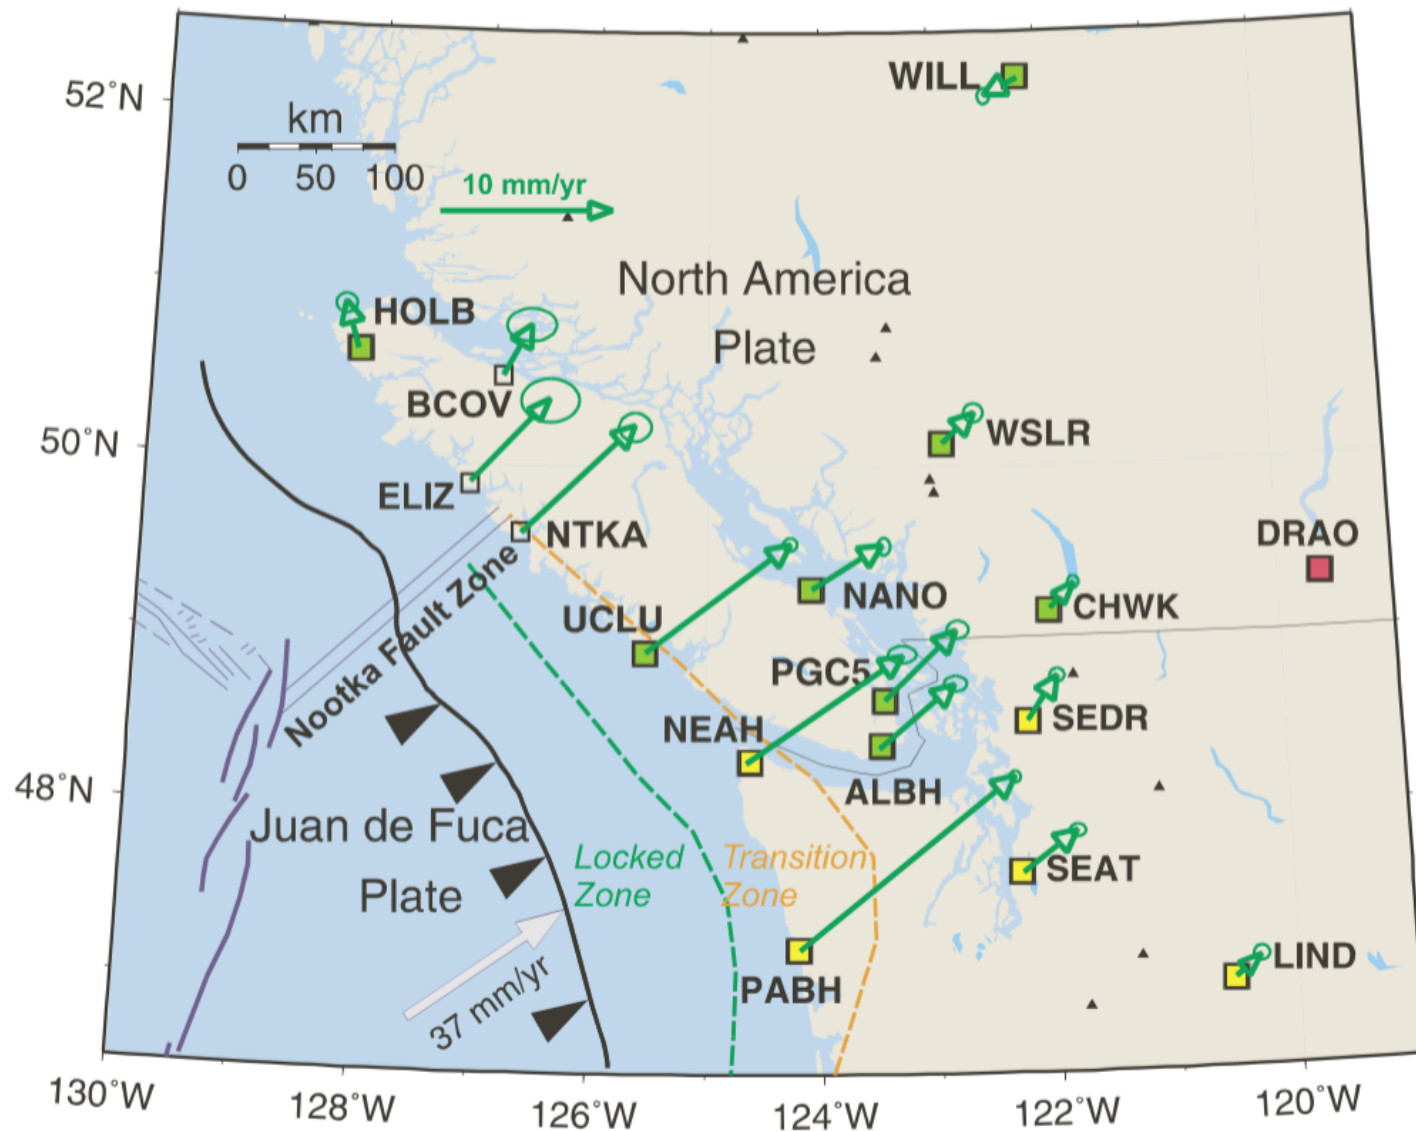 52°N
WILL
km
0 50 100
10 mm/yr
North America
Plate
HOLB
BCOV
50°N
WSLR
ELIZ
NTKA
DRAO
Nootka Fault Zone
NANO
CHWK
UCLU
PGC5
SEDR
NEAH
48°N
ALBH
Juan de Fuca
Plate
Locked
Zone
Transition
Zone
SEAT
37 mm/yr
PABH
LIND
130°W
128°W
126°W
124°W
122°W
120°W